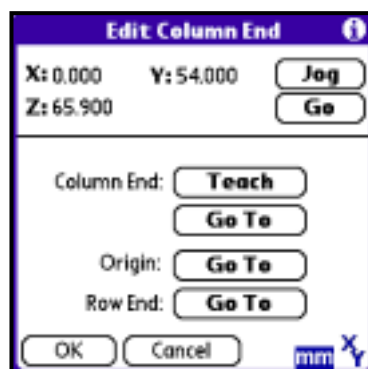 Edit: Column End i
X: 0.000 Y: 54.000 Jog
Z: 65.900 Go
Column End: Teach
Go To
Origin: Go To
Row End: Go To
OK Cancel mm X Y